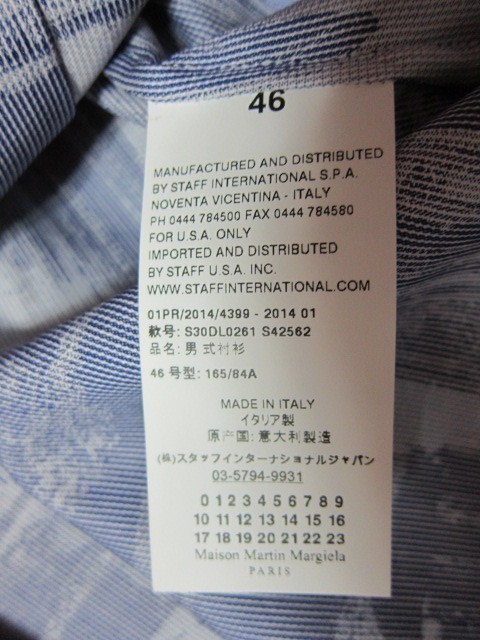 46
MANUFACTURED AND DISTRIBUTED
BY STAFF INTERNATIONAL S.P.A.
NOVENTA VICENTINA - ITALY
PH 0444 784500 FAX 0444 784580
FOR U.S.A. ONLY
IMPORTED AND DISTRIBUTED
BY STAFF U.S.A. INC.
WWW.STAFFINTERNATIONAL.COM
01PR/2014/4399 - 2014 01
款号: S30DL0261 S42562
品名: 男式衬衫
46 号型: 165/84A
MADE IN ITALY
イタリア製
原产国: 意大利製造
(株)スタッフインターナショナルジャパン
03-5794-9931
0 1 2 3 4 5 6 7 8 9
10 11 12 13 14 15 16
17 18 19 20 21 22 23
Maison Martin Margiela
PARIS